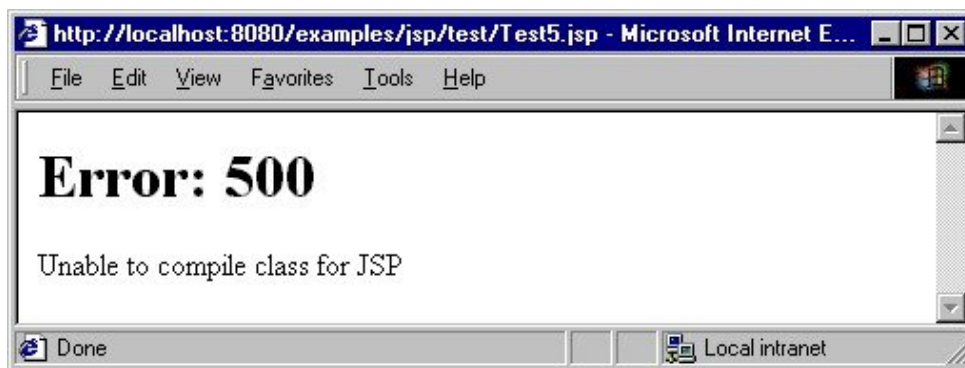 http://localhost:8080/examples/jsp/test/Test5.jsp - Microsoft Internet E...
File Edit View Favorites Tools Help
Error: 500
Unable to compile class for JSP
Done Local intranet